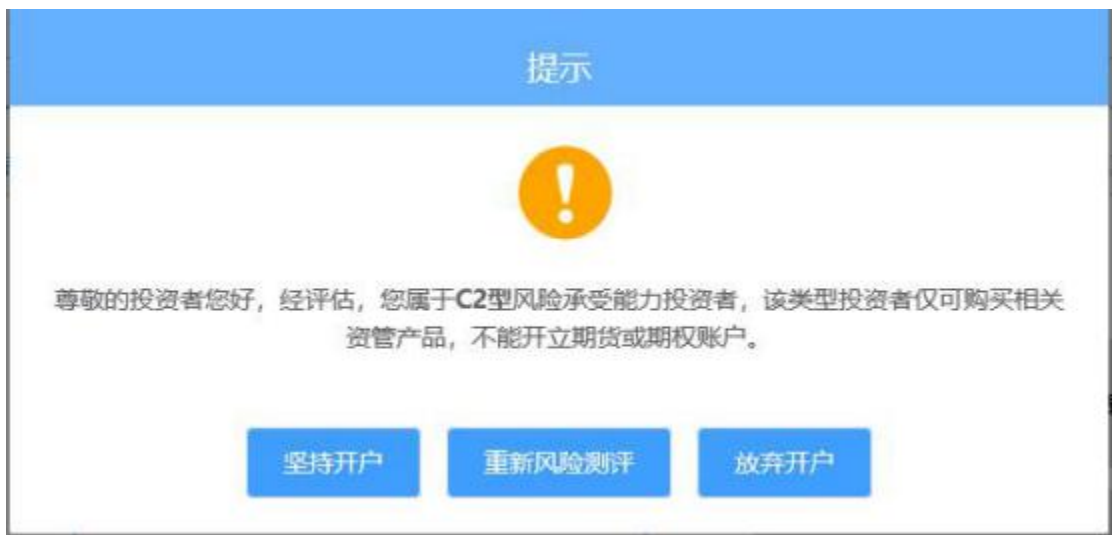 提示
尊敬的投资者您好，经评估，您属于C2型风险承受能力投资者，该类型投资者仅可购买相关
资管产品，不能开立期货或期权账户。
坚持开户 重新风险测评 放弃开户